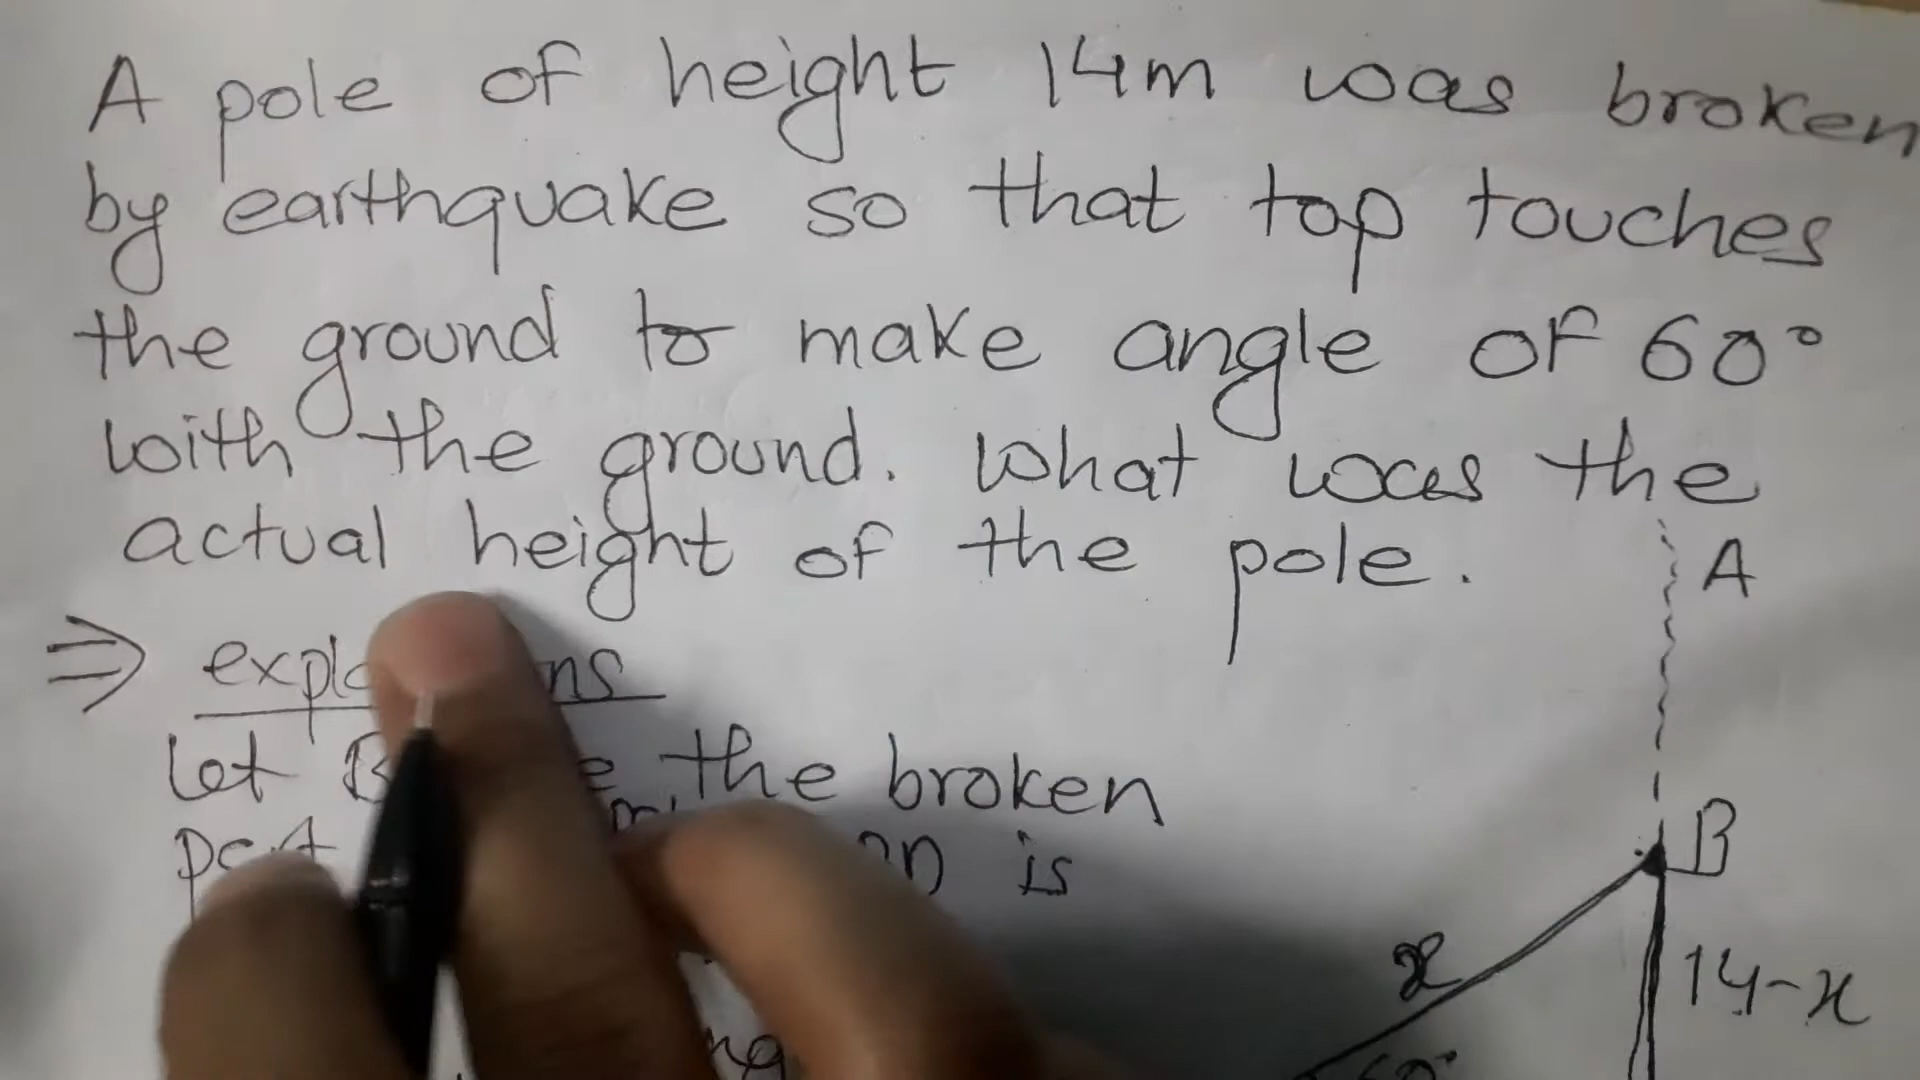 A pole of height 14m was broken
by earthquake so that top touches
the ground to make angle of 60°
with the ground. What was the
actual height of the pole.
A
⇒
let the broken
is
B
x
14-x
60°